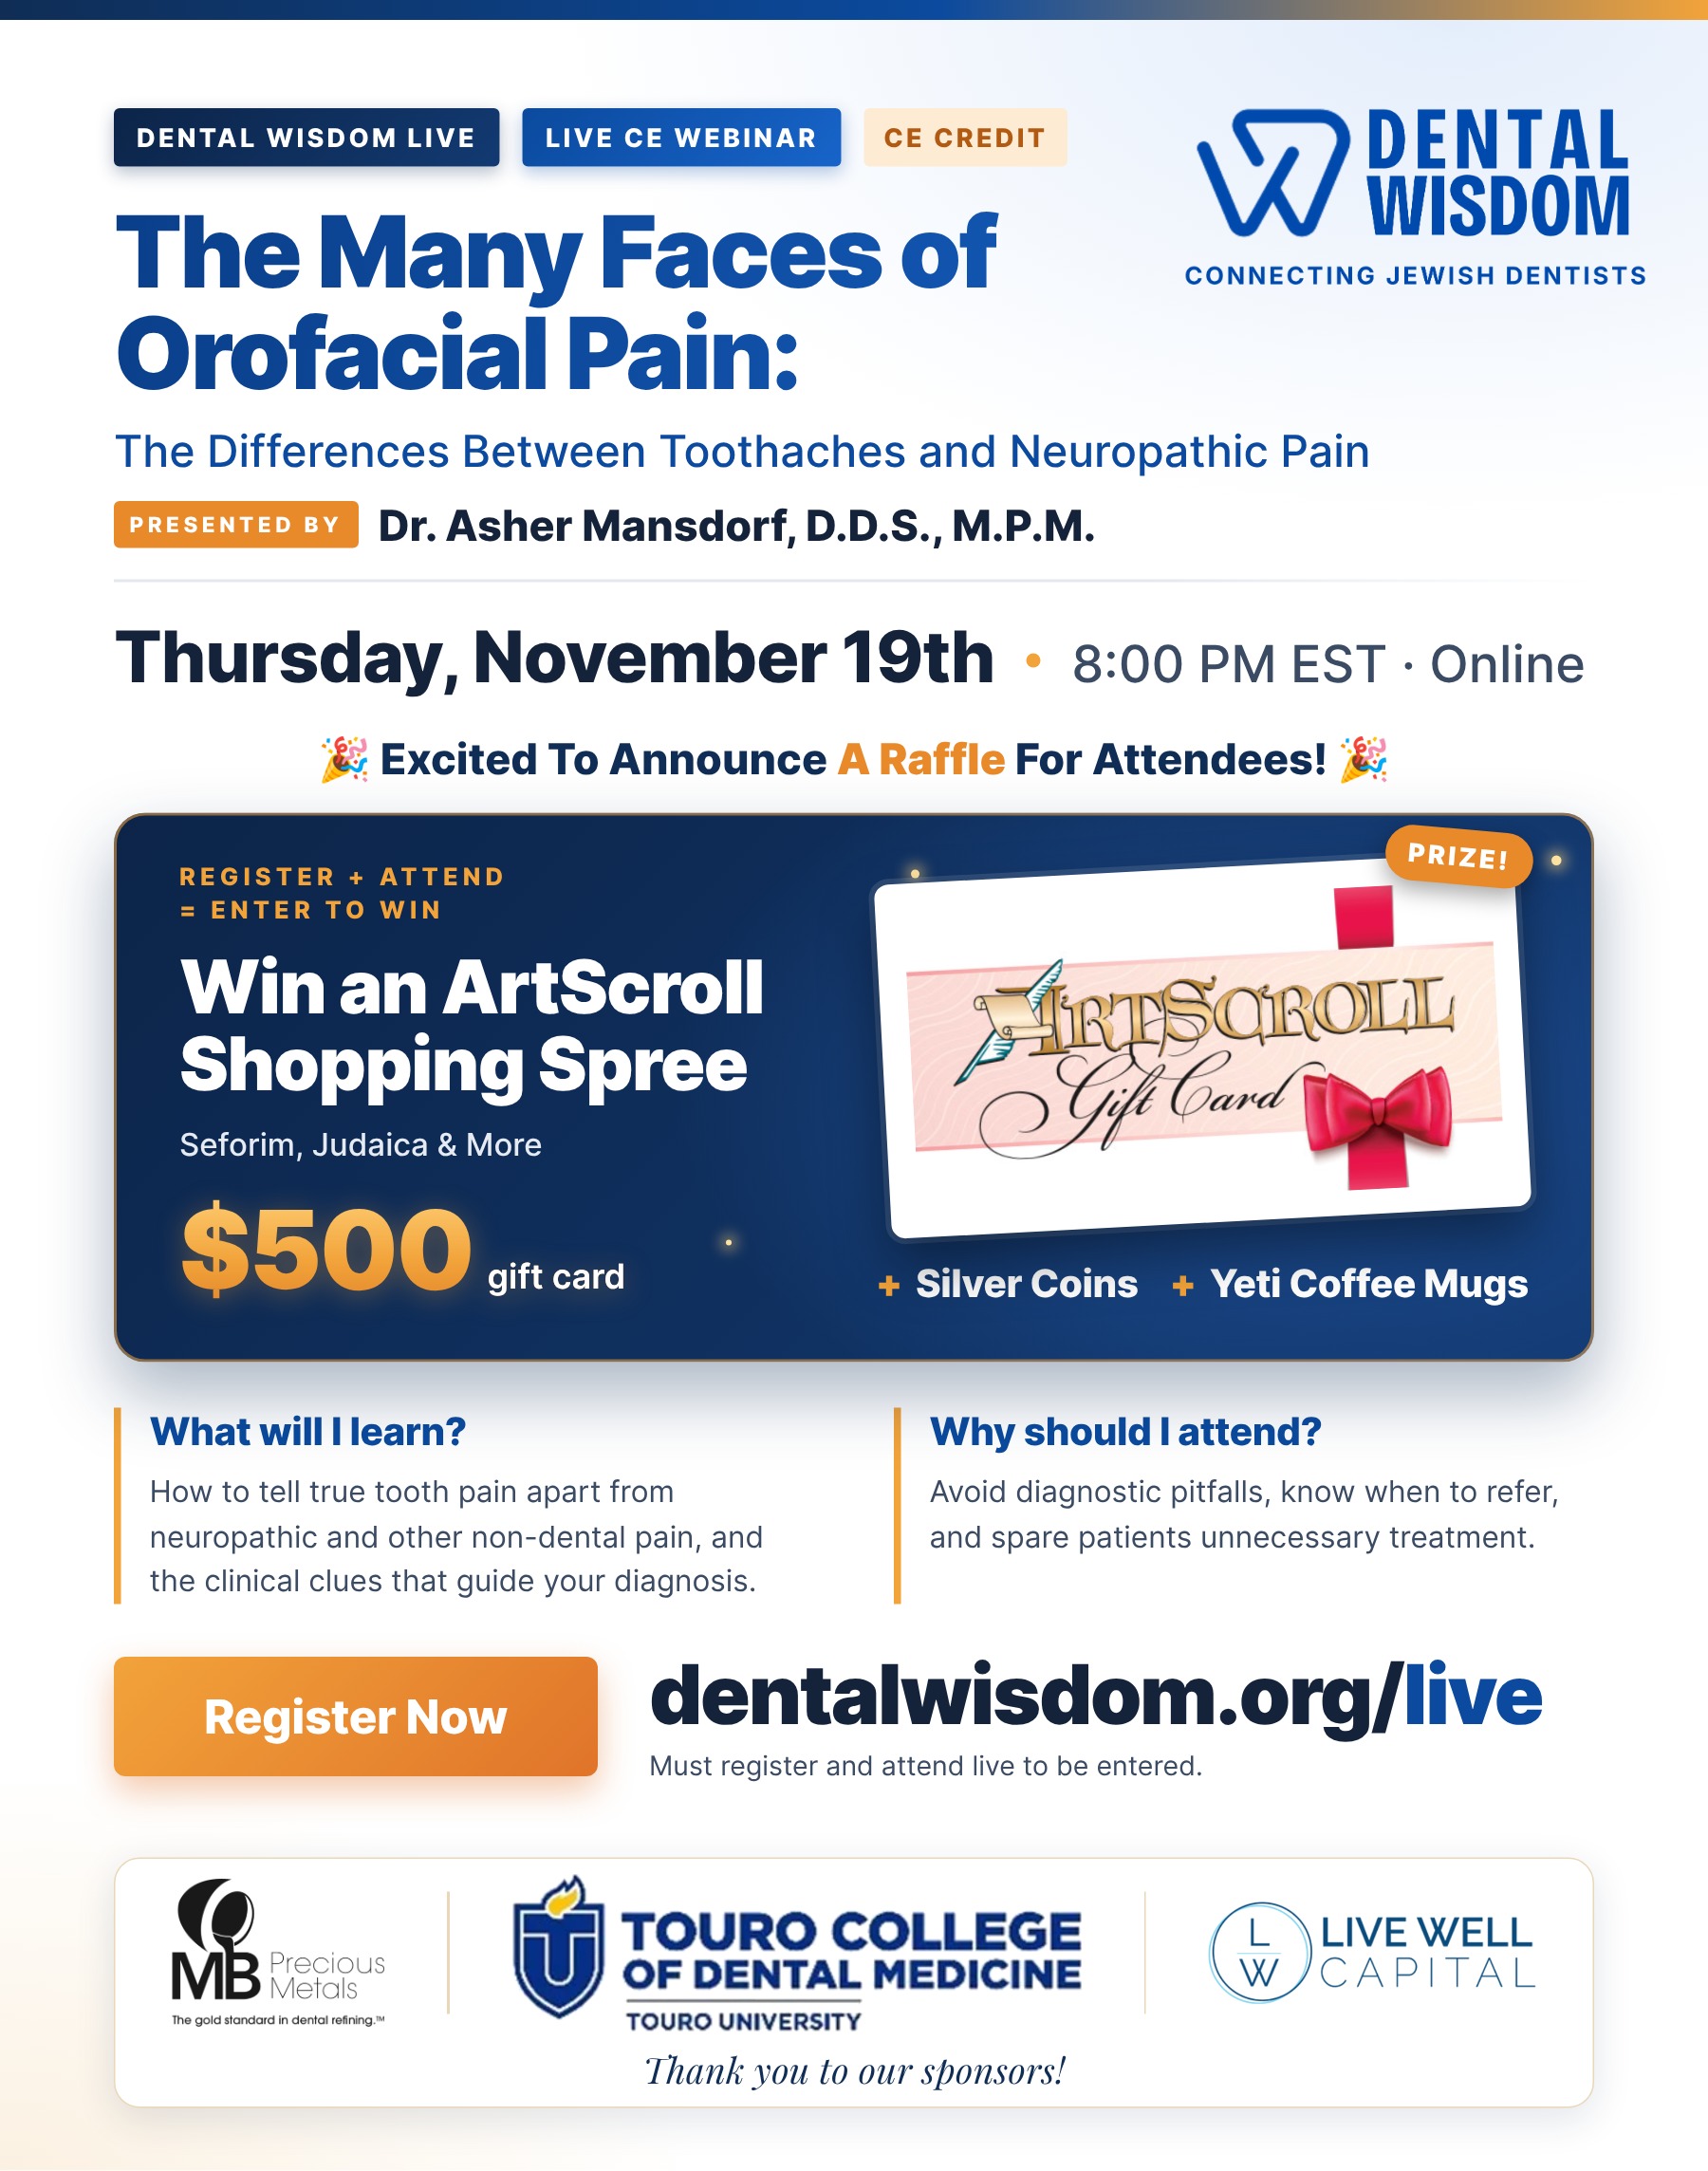 DENTAL WISDOM LIVE
LIVE CE WEBINAR
CE CREDIT
DENTAL
WISDOM
CONNECTING JEWISH DENTISTS
The Many Faces of
Orofacial Pain:
The Differences Between Toothaches and Neuropathic Pain
PRESENTED BY Dr. Asher Mansdorf, D.D.S., M.P.M.
Thursday, November 19th • 8:00 PM EST · Online
🎉 Excited To Announce A Raffle For Attendees! 🎉
REGISTER + ATTEND
= ENTER TO WIN
Win an ArtScroll
Shopping Spree
Seforim, Judaica & More
$500 gift card
PRIZE!
ARTSCROLL
Gift Card
+ Silver Coins + Yeti Coffee Mugs
What will I learn?
How to tell true tooth pain apart from
neuropathic and other non-dental pain, and
the clinical clues that guide your diagnosis.
Why should I attend?
Avoid diagnostic pitfalls, know when to refer,
and spare patients unnecessary treatment.
Register Now
dentalwisdom.org/live
Must register and attend live to be entered.
MB Precious
Metals
The gold standard in dental refining.™
TOURO COLLEGE
OF DENTAL MEDICINE
TOURO UNIVERSITY
L
W
LIVE WELL
CAPITAL
Thank you to our sponsors!